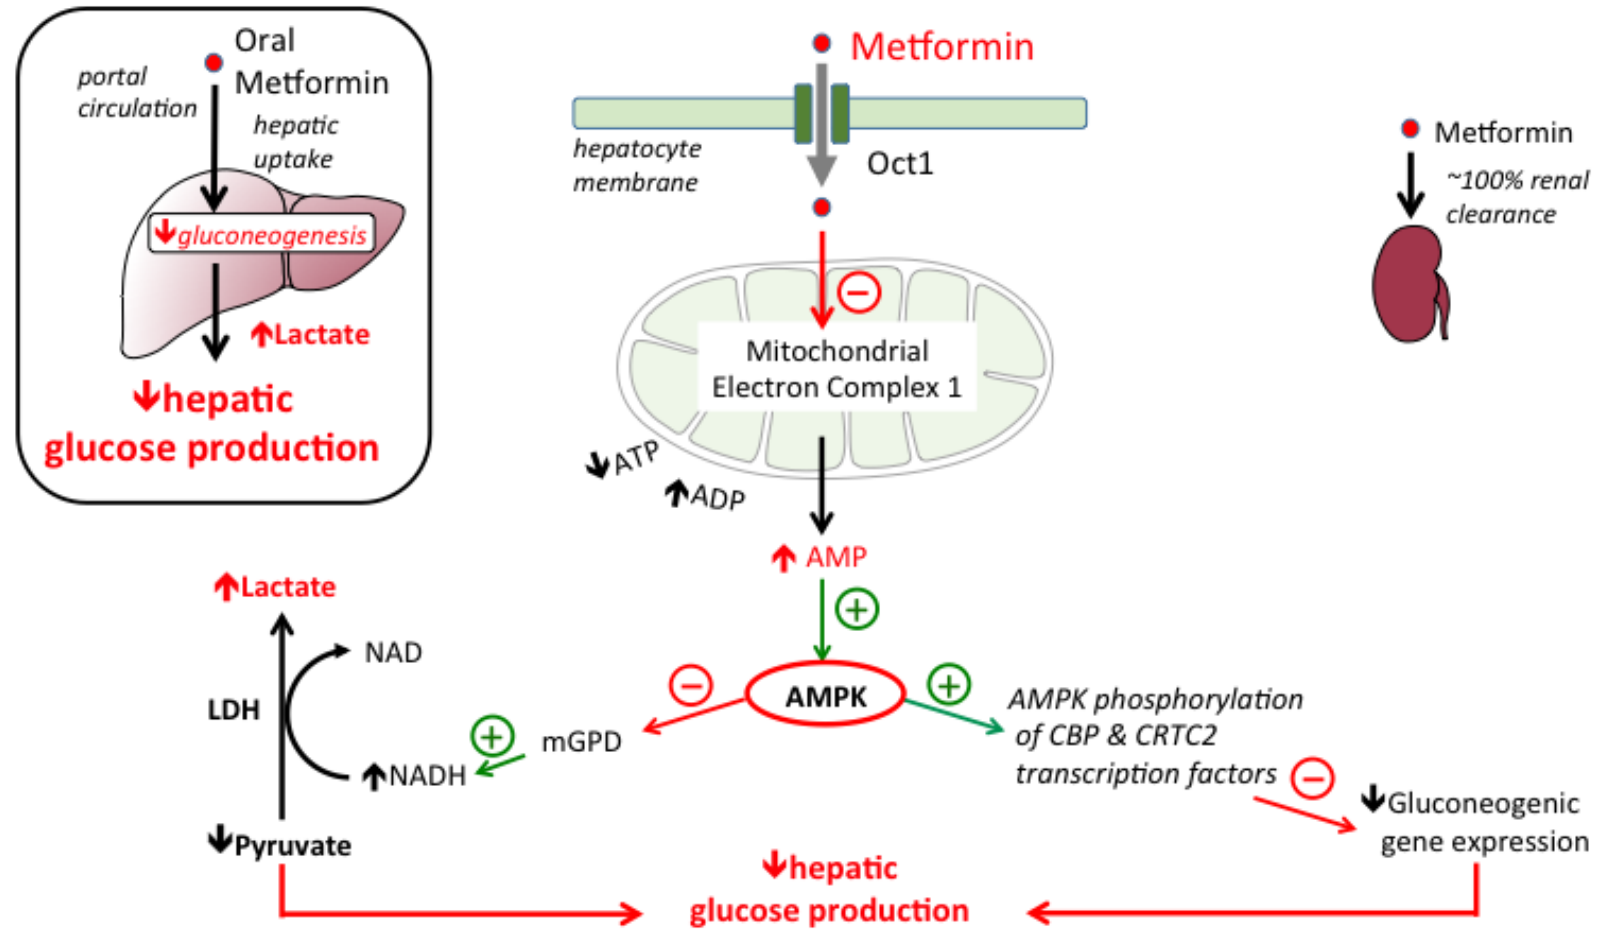 Oral
Metformin
portal
circulation
hepatic
uptake
gluconeogenesis
Lactate
hepatic
glucose production
Metformin
hepatocyte
membrane
Oct1
Mitochondrial
Electron Complex 1
ATP
ADP
AMP
AMPK
Metformin
~100% renal
clearance
Lactate
NAD
LDH
NADH
mGPD
Pyruvate
AMPK phosphorylation
of CBP & CRTC2
transcription factors
Gluconeogenic
gene expression
hepatic
glucose production